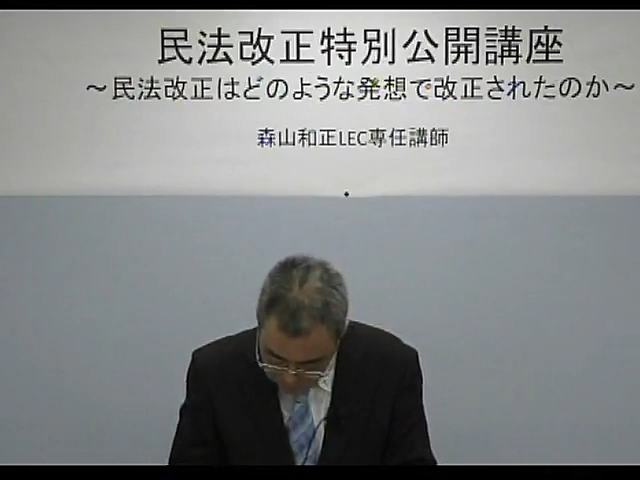 民法改正特別公開講座
～民法改正はどのような発想で改正されたのか～
森山和正LEC専任講師